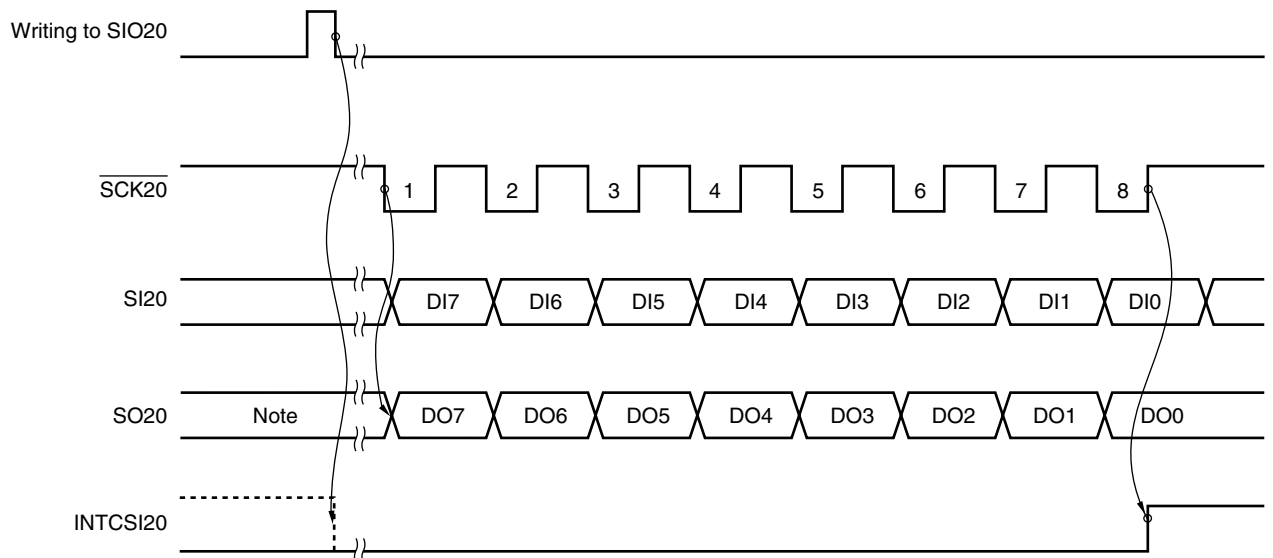 Writing to SIO20
SCK20
1 2 3 4 5 6 7 8
SI20
DI7 DI6 DI5 DI4 DI3 DI2 DI1 DI0
SO20
Note DO7 DO6 DO5 DO4 DO3 DO2 DO1 DO0
INTCSI20